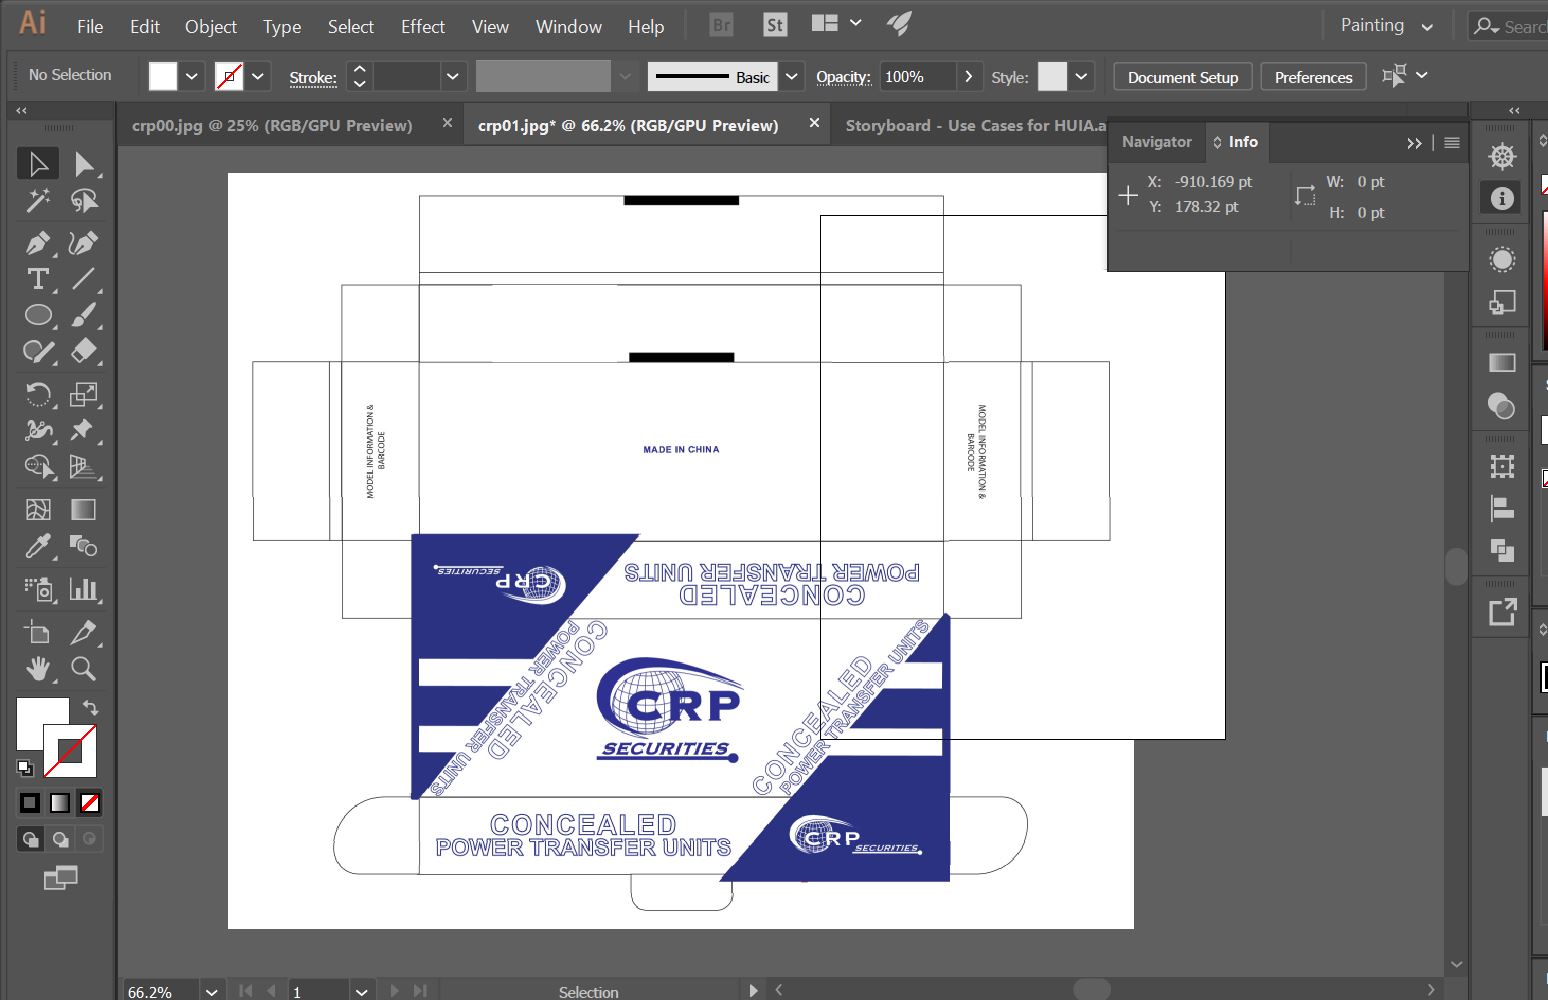 Ai File Edit Object Type Select Effect View Window Help Br St Painting Search
No Selection Stroke: Basic Opacity: 100% Style: Document Setup Preferences
crp00.jpg @ 25% (RGB/GPU Preview) × crp01.jpg* @ 66.2% (RGB/GPU Preview) × Storyboard - Use Cases for HUIA.a
Navigator Info
X: -910.169 pt W: 0 pt
Y: 178.32 pt H: 0 pt
MODEL INFORMATION &
BARCODE
MADE IN CHINA
MODEL INFORMATION &
BARCODE
CRP
SECURITIES
CONCEALED
POWER TRANSFER UNITS
CONCEALED
POWER TRANSFER UNITS
CRP
SECURITIES
CONCEALED
POWER TRANSFER UNITS
CONCEALED
POWER TRANSFER UNITS
CRP
SECURITIES
66.2% 1 Selection